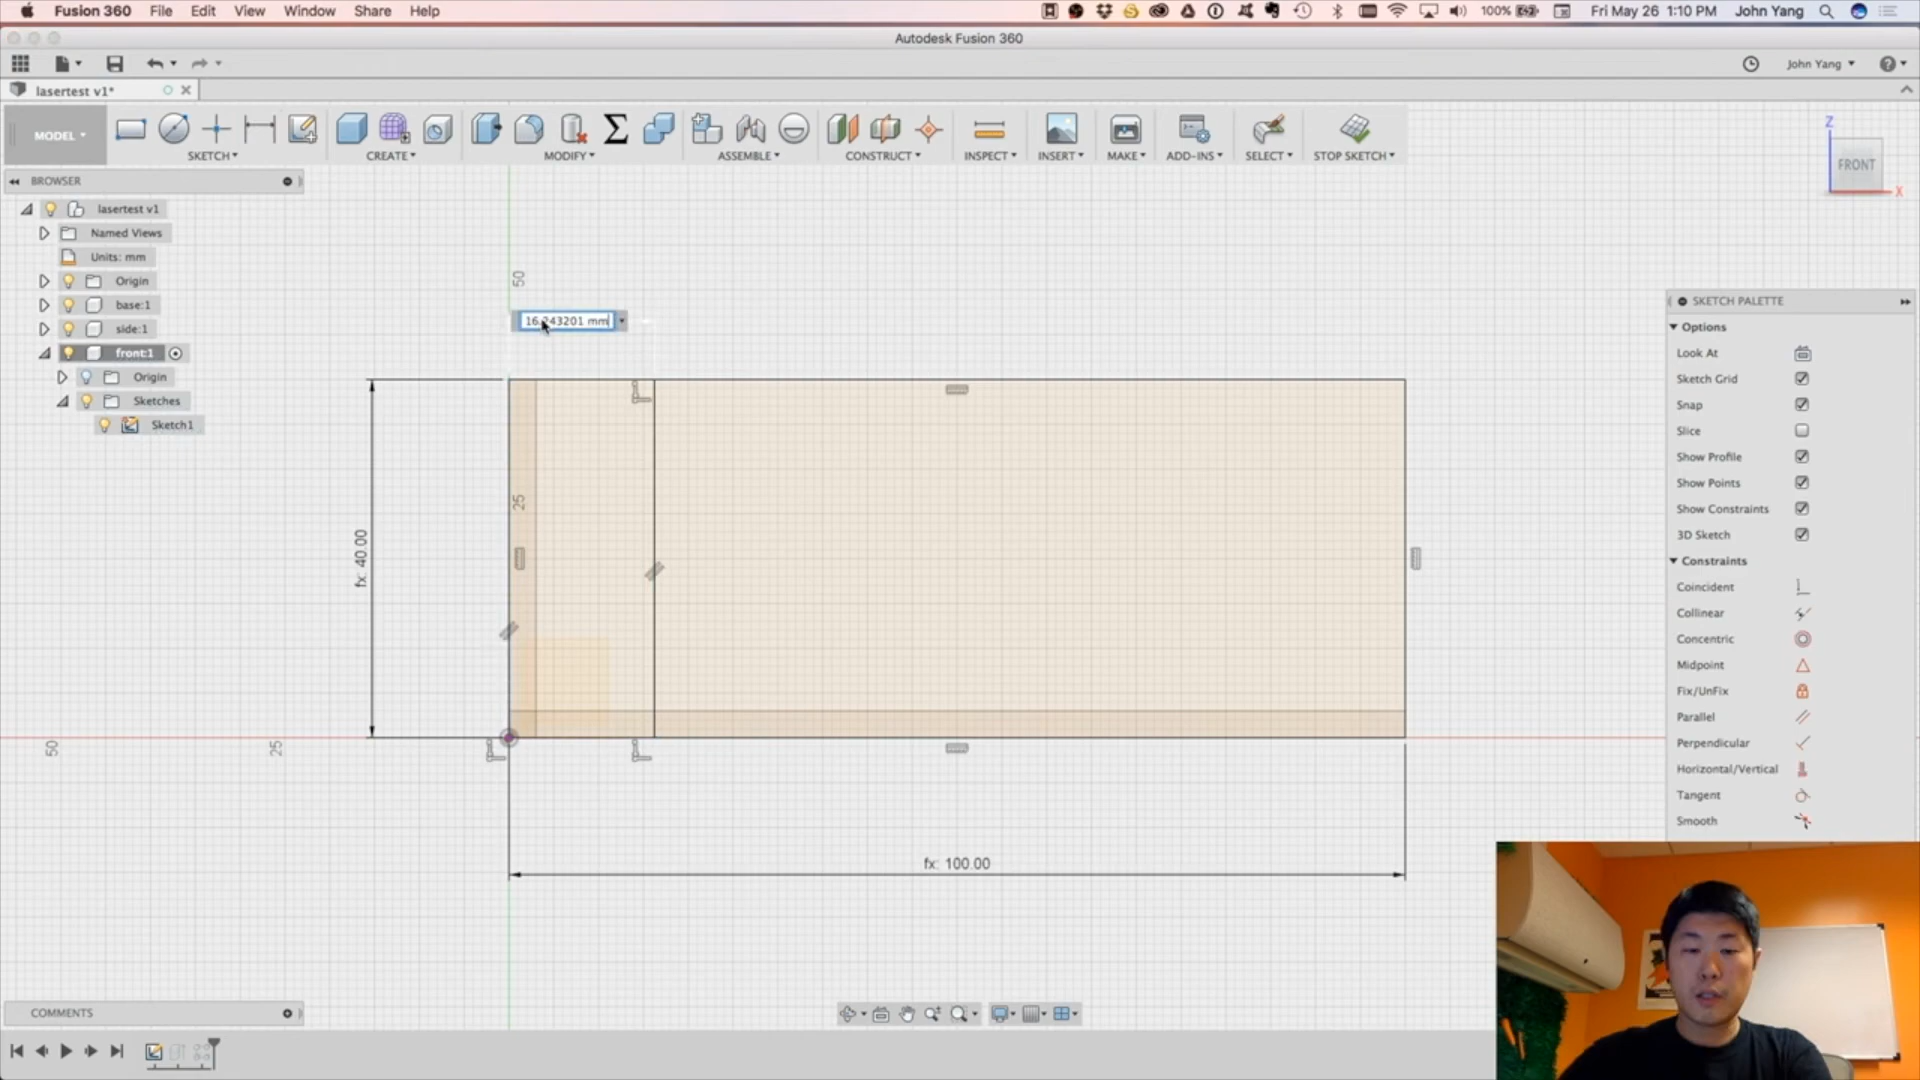 Fusion 360 File Edit View Window Share Help 100% Fri May 26 1:10 PM John Yang
Autodesk Fusion 360
John Yang
lasertest v1*
MODEL
SKETCH CREATE MODIFY ASSEMBLE CONSTRUCT INSPECT INSERT MAKE ADD-INS SELECT STOP SKETCH
BROWSER
lasertest v1
Named Views
Units: mm
Origin
base:1
side:1
front:1
Origin
Sketches
Sketch1
Z
FRONT
X
50
16.243201 mm
25
fx: 40.00
50 25
fx: 100.00
SKETCH PALETTE
Options
Look At
Sketch Grid
Snap
Slice
Show Profile
Show Points
Show Constraints
3D Sketch
Constraints
Coincident
Collinear
Concentric
Midpoint
Fix/UnFix
Parallel
Perpendicular
Horizontal/Vertical
Tangent
Smooth
COMMENTS